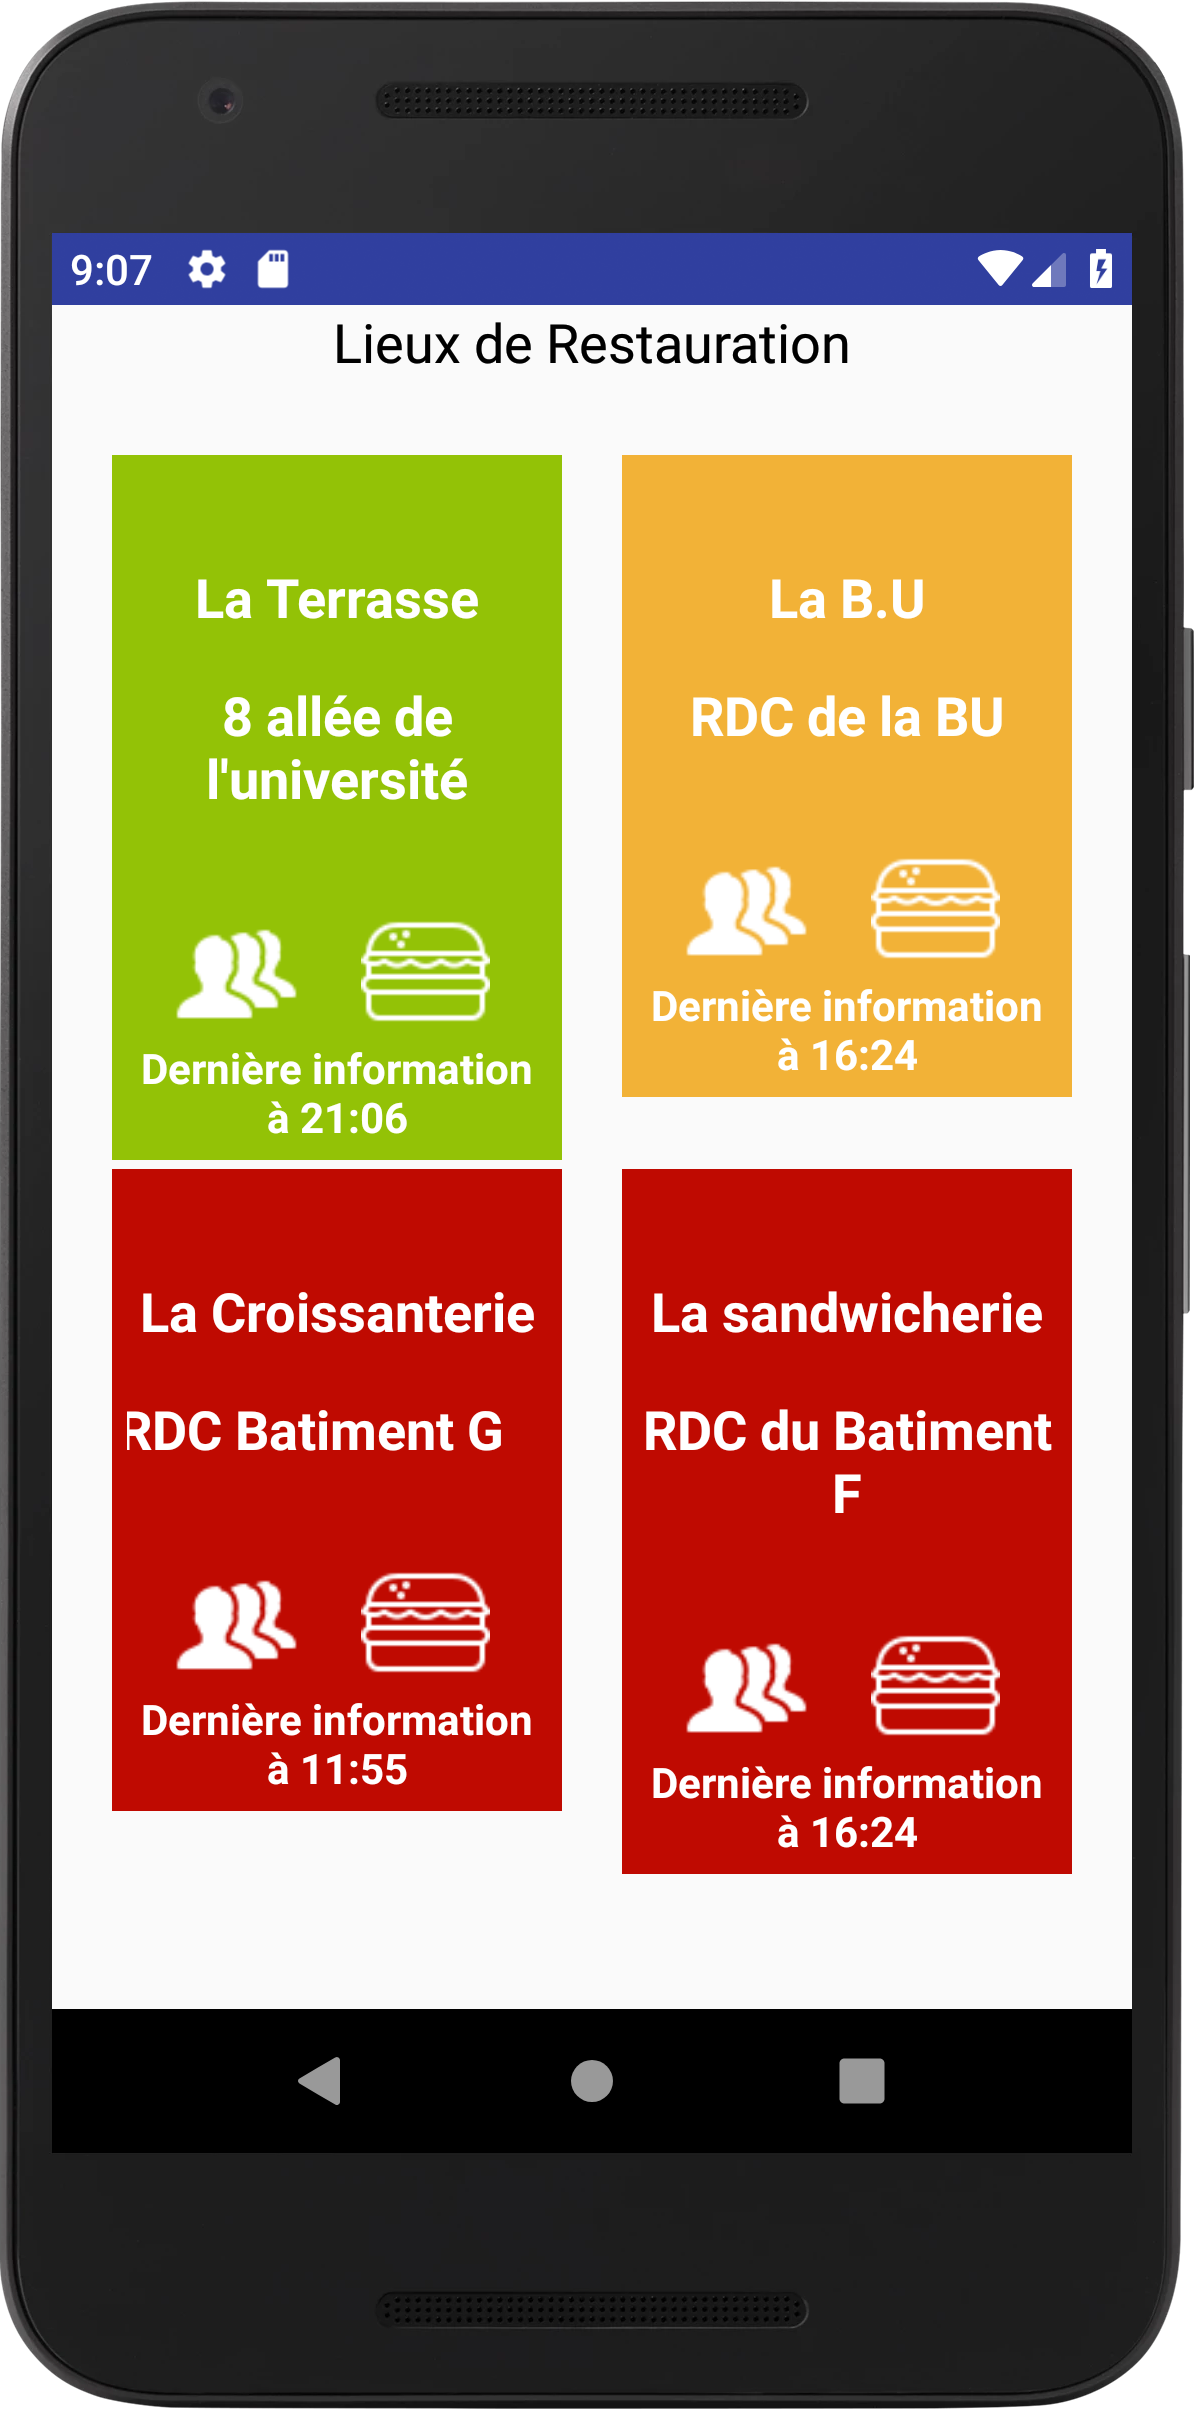 9:07
Lieux de Restauration
La Terrasse
8 allée de
l'université
Dernière information
à 21:06
La B.U
RDC de la BU
Dernière information
à 16:24
La Croissanterie
RDC Batiment G
Dernière information
à 11:55
La sandwicherie
RDC du Batiment
F
Dernière information
à 16:24